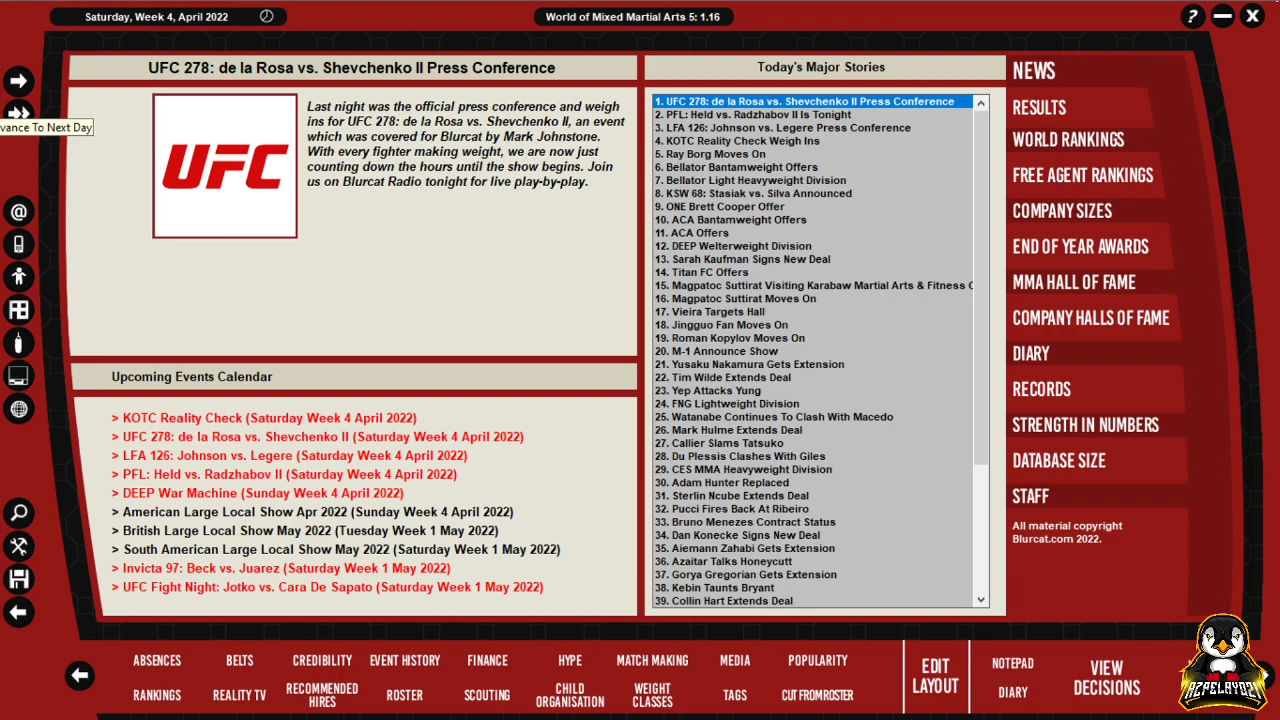 Saturday, Week 4, April 2022
World of Mixed Martial Arts 5: 1.16
?
X
UFC 278: de la Rosa vs. Shevchenko II Press Conference
UFC
Last night was the official press conference and weigh
ins for UFC 278: de la Rosa vs. Shevchenko II, an event
which was covered for Blurcat by Mark Johnstone.
With every fighter making weight, we are now just
counting down the hours until the show begins. Join
us on Blurcat Radio tonight for live play-by-play.
vance To Next Day
@
Upcoming Events Calendar
> KOTC Reality Check (Saturday Week 4 April 2022)
> UFC 278: de la Rosa vs. Shevchenko II (Saturday Week 4 April 2022)
> LFA 126: Johnson vs. Legere (Saturday Week 4 April 2022)
> PFL: Held vs. Radzhabov II (Saturday Week 4 April 2022)
> DEEP War Machine (Sunday Week 4 April 2022)
> American Large Local Show Apr 2022 (Sunday Week 4 April 2022)
> British Large Local Show May 2022 (Tuesday Week 1 May 2022)
> South American Large Local Show May 2022 (Saturday Week 1 May 2022)
> Invicta 97: Beck vs. Juarez (Saturday Week 1 May 2022)
> UFC Fight Night: Jotko vs. Cara De Sapato (Saturday Week 1 May 2022)
Today's Major Stories
1. UFC 278: de la Rosa vs. Shevchenko II Press Conference
2. PFL: Held vs. Radzhabov II Is Tonight
3. LFA 126: Johnson vs. Legere Press Conference
4. KOTC Reality Check Weigh Ins
5. Ray Borg Moves On
6. Bellator Bantamweight Offers
7. Bellator Light Heavyweight Division
8. KSW 68: Stasiak vs. Silva Announced
9. ONE Brett Cooper Offer
10. ACA Bantamweight Offers
11. ACA Offers
12. DEEP Welterweight Division
13. Sarah Kaufman Signs New Deal
14. Titan FC Offers
15. Magpatoc Suttirat Visiting Karabaw Martial Arts & Fitness C
16. Magpatoc Suttirat Moves On
17. Vieira Targets Hall
18. Jingguo Fan Moves On
19. Roman Kopylov Moves On
20. M-1 Announce Show
21. Yusaku Nakamura Gets Extension
22. Tim Wilde Extends Deal
23. Yep Attacks Yung
24. FNG Lightweight Division
25. Watanabe Continues To Clash With Macedo
26. Mark Hulme Extends Deal
27. Callier Slams Tatsuko
28. Du Plessis Clashes With Giles
29. CES MMA Heavyweight Division
30. Adam Hunter Replaced
31. Sterlin Ncube Extends Deal
32. Pucci Fires Back At Ribeiro
33. Bruno Menezes Contract Status
34. Dan Konecke Signs New Deal
35. Aiemann Zahabi Gets Extension
36. Azaitar Talks Honeycutt
37. Gorya Gregorian Gets Extension
38. Kebin Taunts Bryant
39. Collin Hart Extends Deal
NEWS
RESULTS
WORLD RANKINGS
FREE AGENT RANKINGS
COMPANY SIZES
END OF YEAR AWARDS
MMA HALL OF FAME
COMPANY HALLS OF FAME
DIARY
RECORDS
STRENGTH IN NUMBERS
DATABASE SIZE
STAFF
All material copyright
Blurcat.com 2022.
ABSENCES
BELTS
CREDIBILITY
EVENT HISTORY
FINANCE
HYPE
MATCH MAKING
MEDIA
POPULARITY
RANKINGS
REALITY TV
RECOMMENDED
HIRES
ROSTER
SCOUTING
CHILD
ORGANISATION
WEIGHT
CLASSES
TAGS
CUT FROM ROSTER
EDIT
LAYOUT
NOTEPAD
DIARY
VIEW
DECISIONS
ACPELAYO21